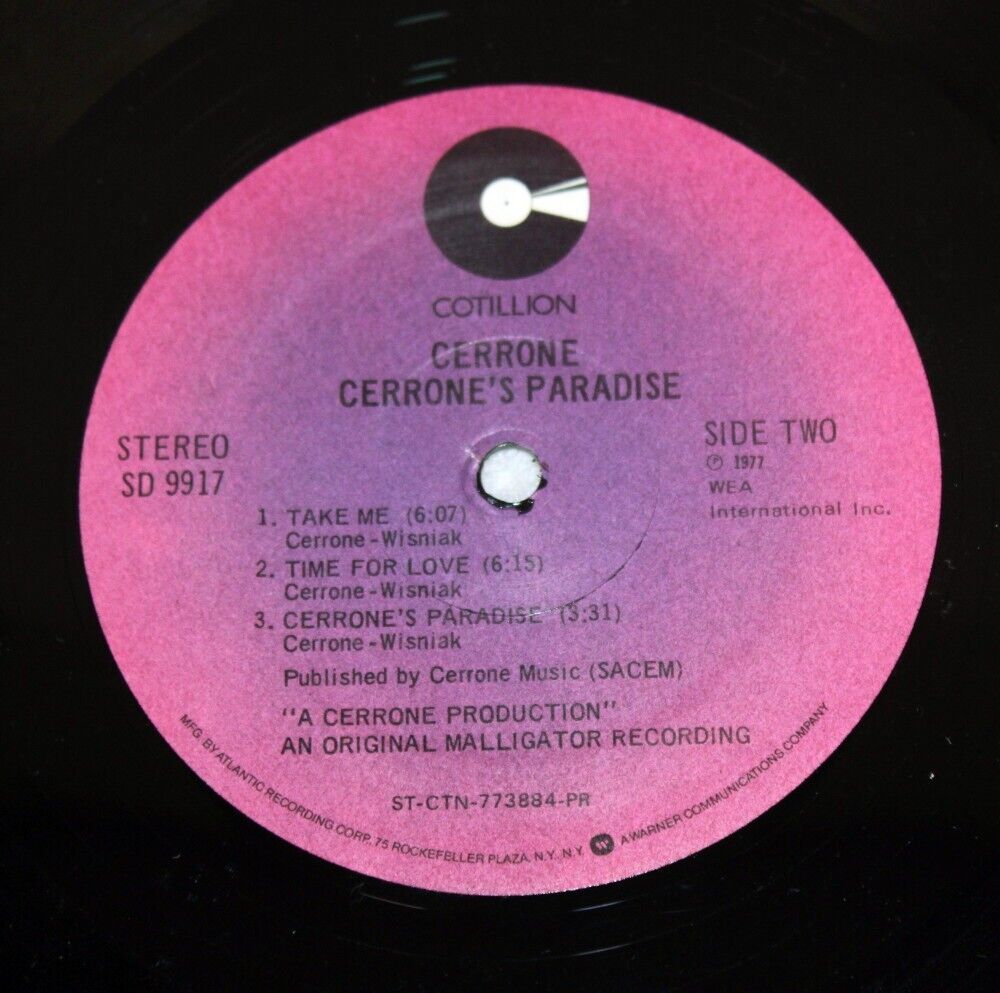 COTILLION
CERRONE
CERRONE'S PARADISE
STEREO
SD 9917
SIDE TWO
℗ 1977
WEA
International Inc.
1. TAKE ME (6:07)
Cerrone-Wisniak
2. TIME FOR LOVE (6:15)
Cerrone-Wisniak
3. CERRONE'S PARADISE (3:31)
Cerrone-Wisniak
Published by Cerrone Music (SACEM)
"A CERRONE PRODUCTION"
AN ORIGINAL MALLIGATOR RECORDING
ST-CTN-773884-PR
MFG. BY ATLANTIC RECORDING CORP. 75 ROCKEFELLER PLAZA, N.Y. N.Y. W A WARNER COMMUNICATIONS COMPANY